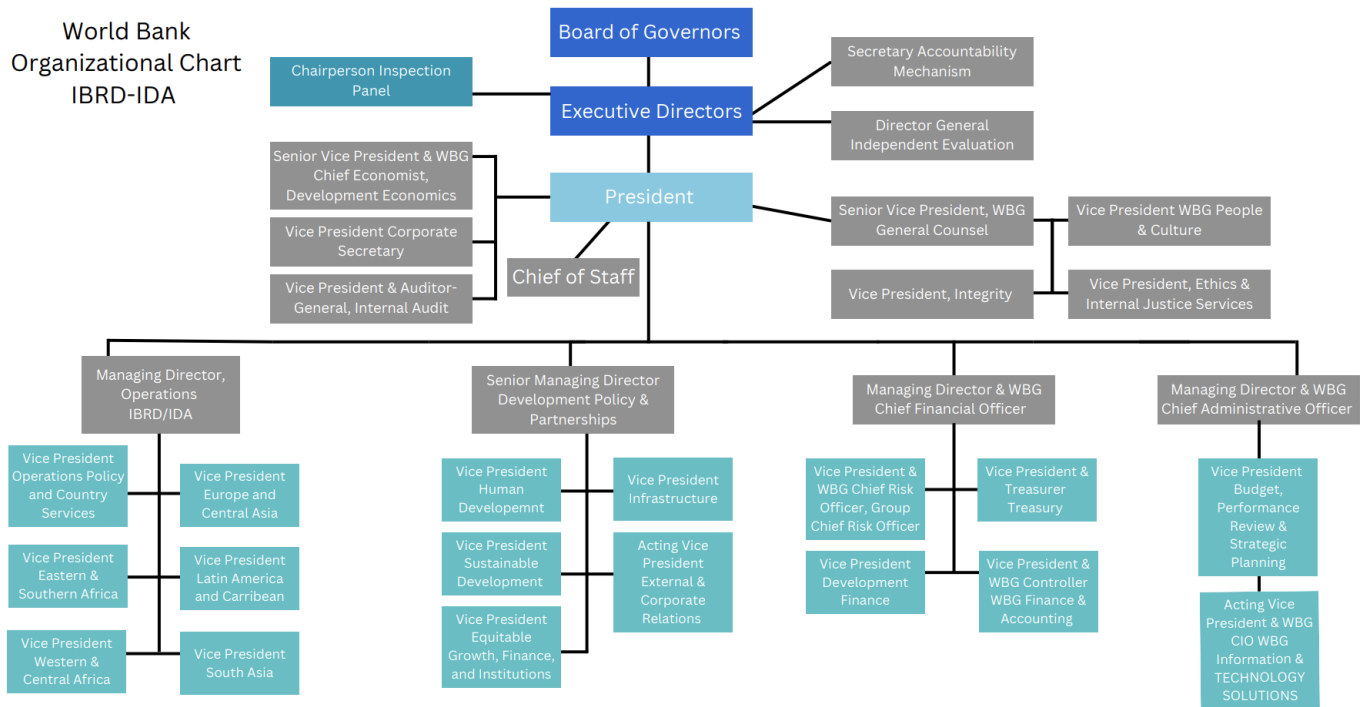 World Bank
Organizational Chart
IBRD-IDA
Board of Governors
Chairperson Inspection
Panel
Executive Directors
Secretary Accountability
Mechanism
Director General
Independent Evaluation
Senior Vice President & WBG
Chief Economist,
Development Economics
Vice President Corporate
Secretary
Vice President & Auditor-
General, Internal Audit
President
Chief of Staff
Senior Vice President, WBG
General Counsel
Vice President WBG People
& Culture
Vice President, Integrity
Vice President, Ethics &
Internal Justice Services
Managing Director,
Operations
IBRD/IDA
Senior Managing Director
Development Policy &
Partnerships
Managing Director & WBG
Chief Financial Officer
Managing Director & WBG
Chief Administrative Officer
Vice President
Operations Policy
and Country
Services
Vice President
Europe and
Central Asia
Vice President
Eastern &
Southern Africa
Vice President
Latin America
and Carribean
Vice President
Western &
Central Africa
Vice President
South Asia
Vice President
Human
Developemnt
Vice President
Infrastructure
Vice President
Sustainable
Development
Acting Vice
President
External &
Corporate
Relations
Vice President
Equitable
Growth, Finance,
and Institutions
Vice President &
WBG Chief Risk
Officer, Group
Chief Risk Officer
Vice President &
Treasurer
Treasury
Vice President
Development
Finance
Vice President &
WBG Controller
WBG Finance &
Accounting
Vice President
Budget,
Performance
Review &
Strategic
Planning
Acting Vice
President & WBG
CIO WBG
Information &
TECHNOLOGY
SOLUTIONS